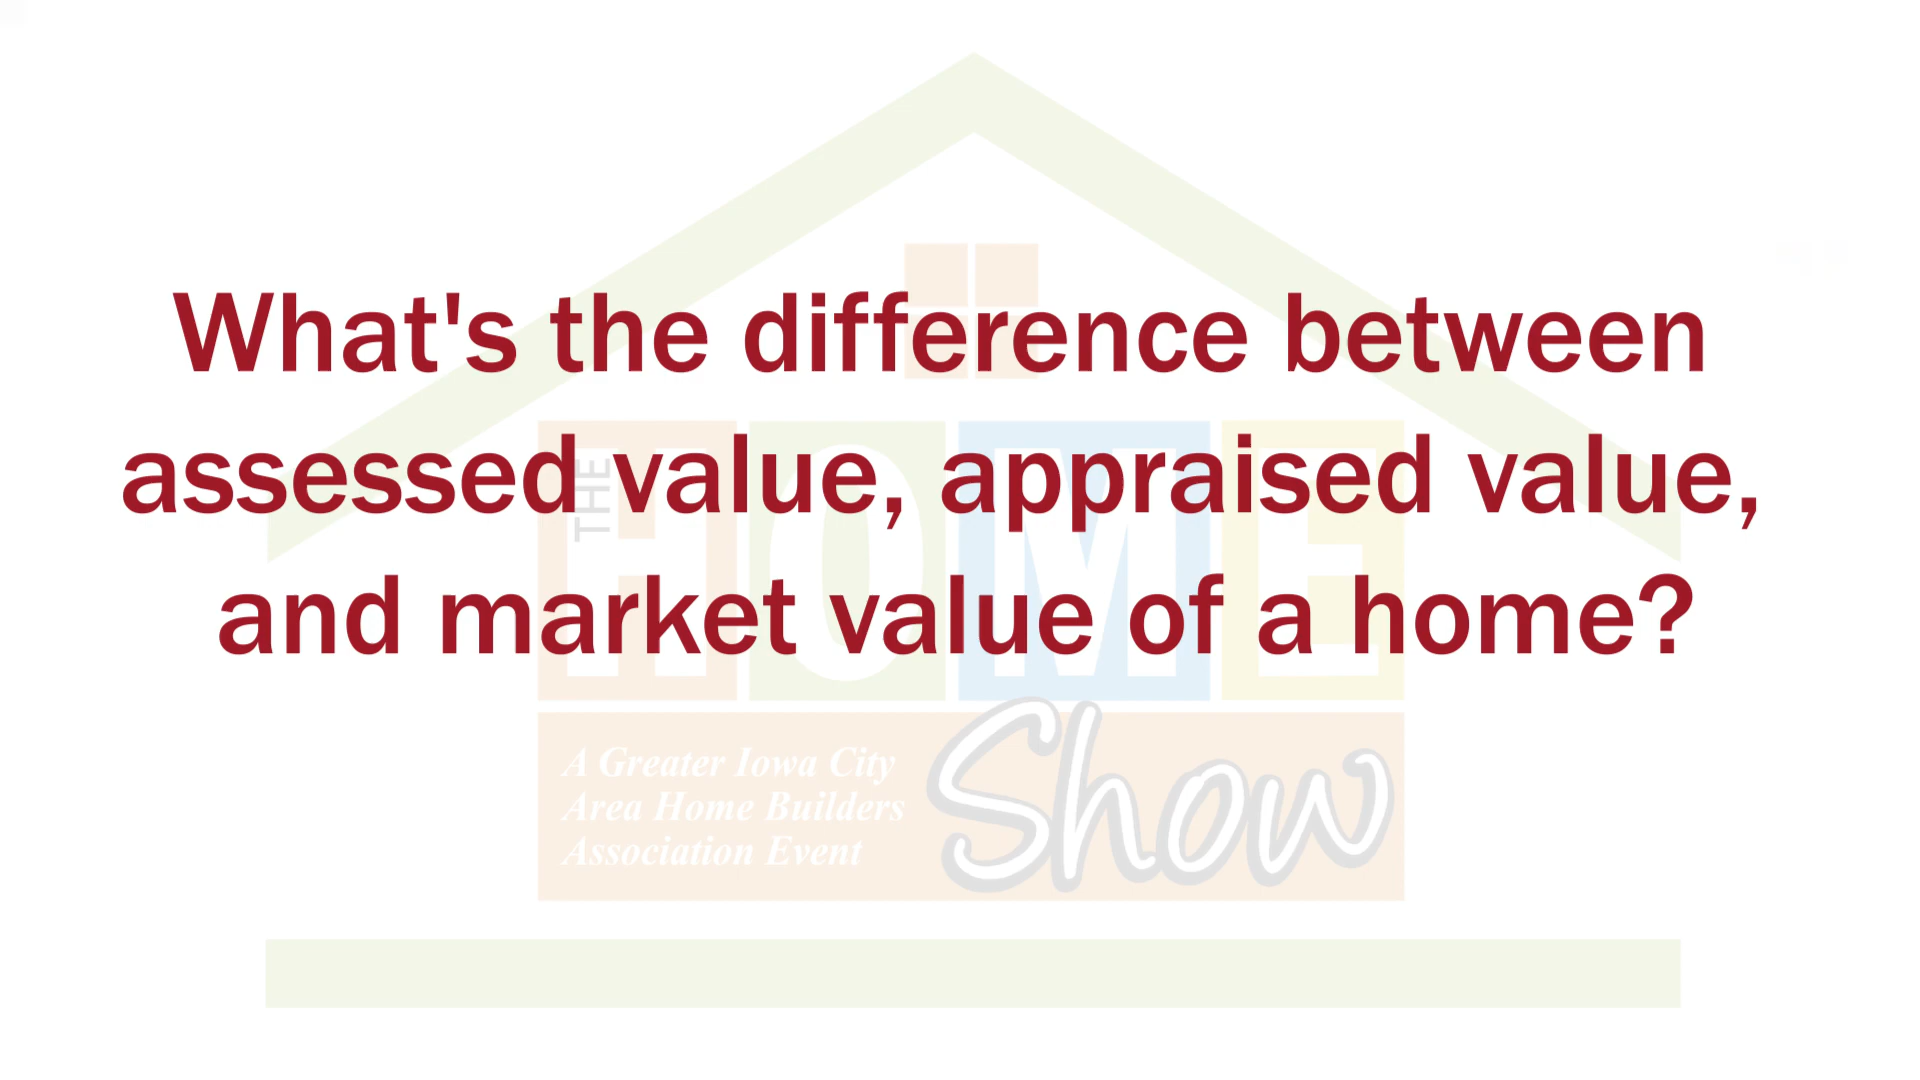 What's the difference between
assessed value, appraised value,
and market value of a home?
THE
HOME
Show
A Greater Iowa City
Area Home Builders
Association Event